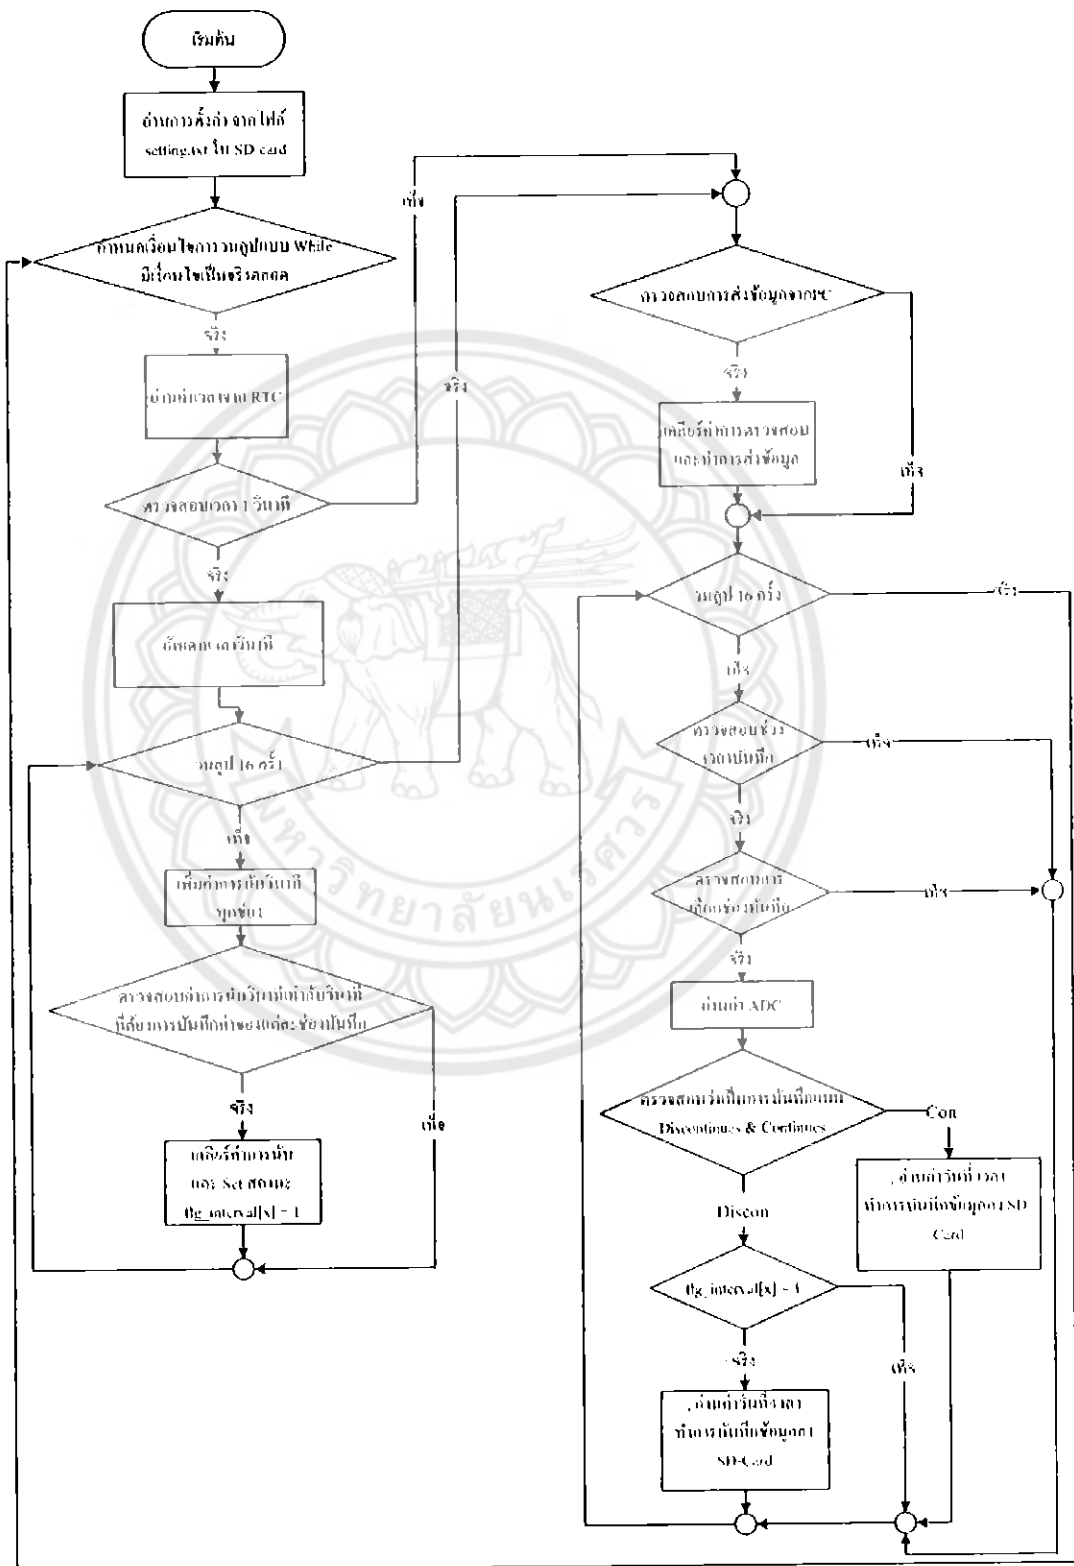 เริ่มต้น
อ่านการตั้งค่า จากไฟล์
setting.txt ใน SD card
กำหนดเงื่อนไขการวนลูปแบบ While
มีเงื่อนไขเป็นจริงตลอด
จริง
อ่านค่าเวลาจาก RTC
ตรวจสอบเวลา 1 วินาที
เท็จ
จริง
อัพเดทเวลาวินาที
วนลูป 16 ครั้ง
จริง
เท็จ
เพิ่มค่าการนับวินาที
ทุกช่อง
ตรวจสอบค่าการนับวินาทีเท่ากับวินาที
ที่ต้องการบันทึกค่าของแต่ละช่องบันทึก
จริง
เท็จ
เคลียร์ค่าการนับ
และ Set สถานะ
flg_interval[x] = 1
ตรวจสอบการส่งข้อมูลจากPC
จริง
เคลียร์ค่าการตรวจสอบ
และทำการส่งข้อมูล
เท็จ
วนลูป 16 ครั้ง
จริง
เท็จ
ตรวจสอบช่วง
เวลาบันทึก
เท็จ
จริง
ตรวจสอบการ
เลือกช่องบันทึก
เท็จ
จริง
อ่านค่า ADC
ตรวจสอบว่าเป็นการบันทึกแบบ
Discontinues & Continues
Con
อ่านค่าวันที่ เวลา
ทำการบันทึกข้อมูลลง SD
Card
Discon
flg_interval[x] = 1
จริง
เท็จ
อ่านค่าวันที่ เวลา
ทำการบันทึกข้อมูลลง
SD-Card
มหาวิทยาลัยนเรศวร